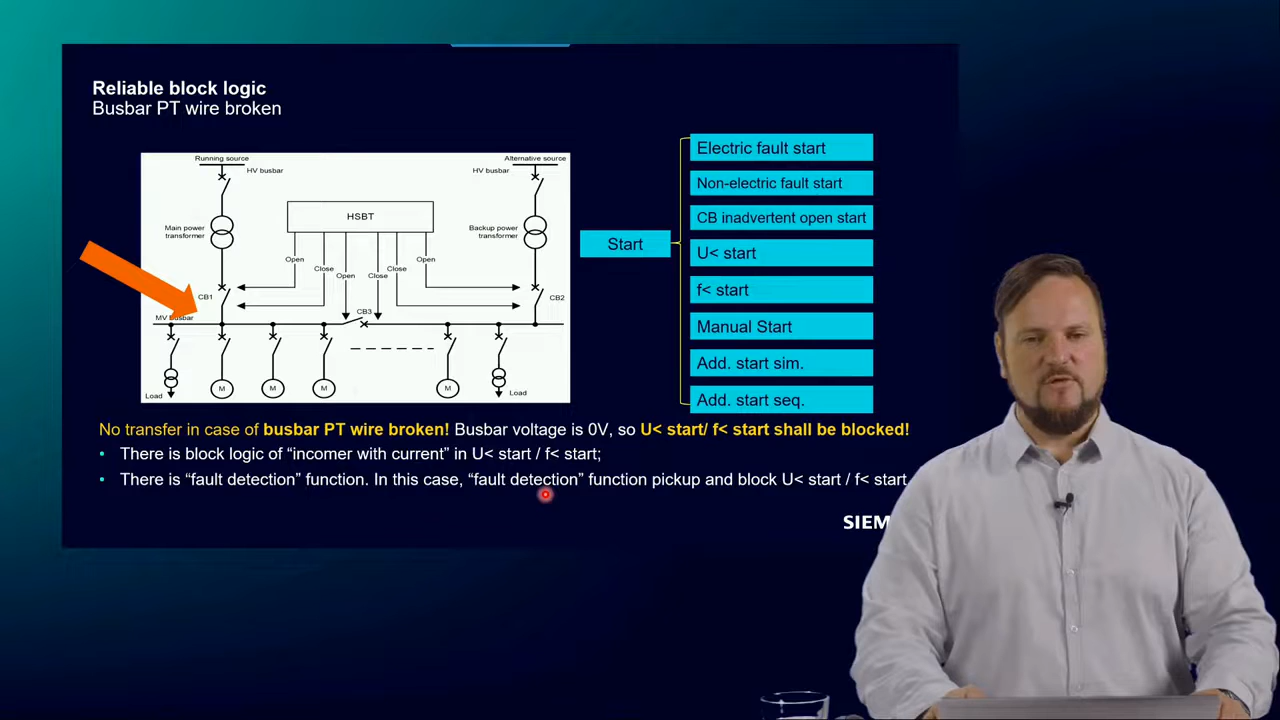 Reliable block logic
Busbar PT wire broken
Running source
Alternative source
HV busbar
HV busbar
HSBT
Main power
transformer
Backup power
transformer
Open
Close
Open
Close
Close
Open
CB1
CB2
CB3
MV busbar
M
M
M
M
Load
Load
Start
Electric fault start
Non-electric fault start
CB inadvertent open start
U< start
f< start
Manual Start
Add. start sim.
Add. start seq.
No transfer in case of busbar PT wire broken! Busbar voltage is 0V, so U< start/ f< start shall be blocked!
• There is block logic of “incomer with current” in U< start / f< start;
• There is “fault detection” function. In this case, “fault detection” function pickup and block U< start / f< start
SIEM